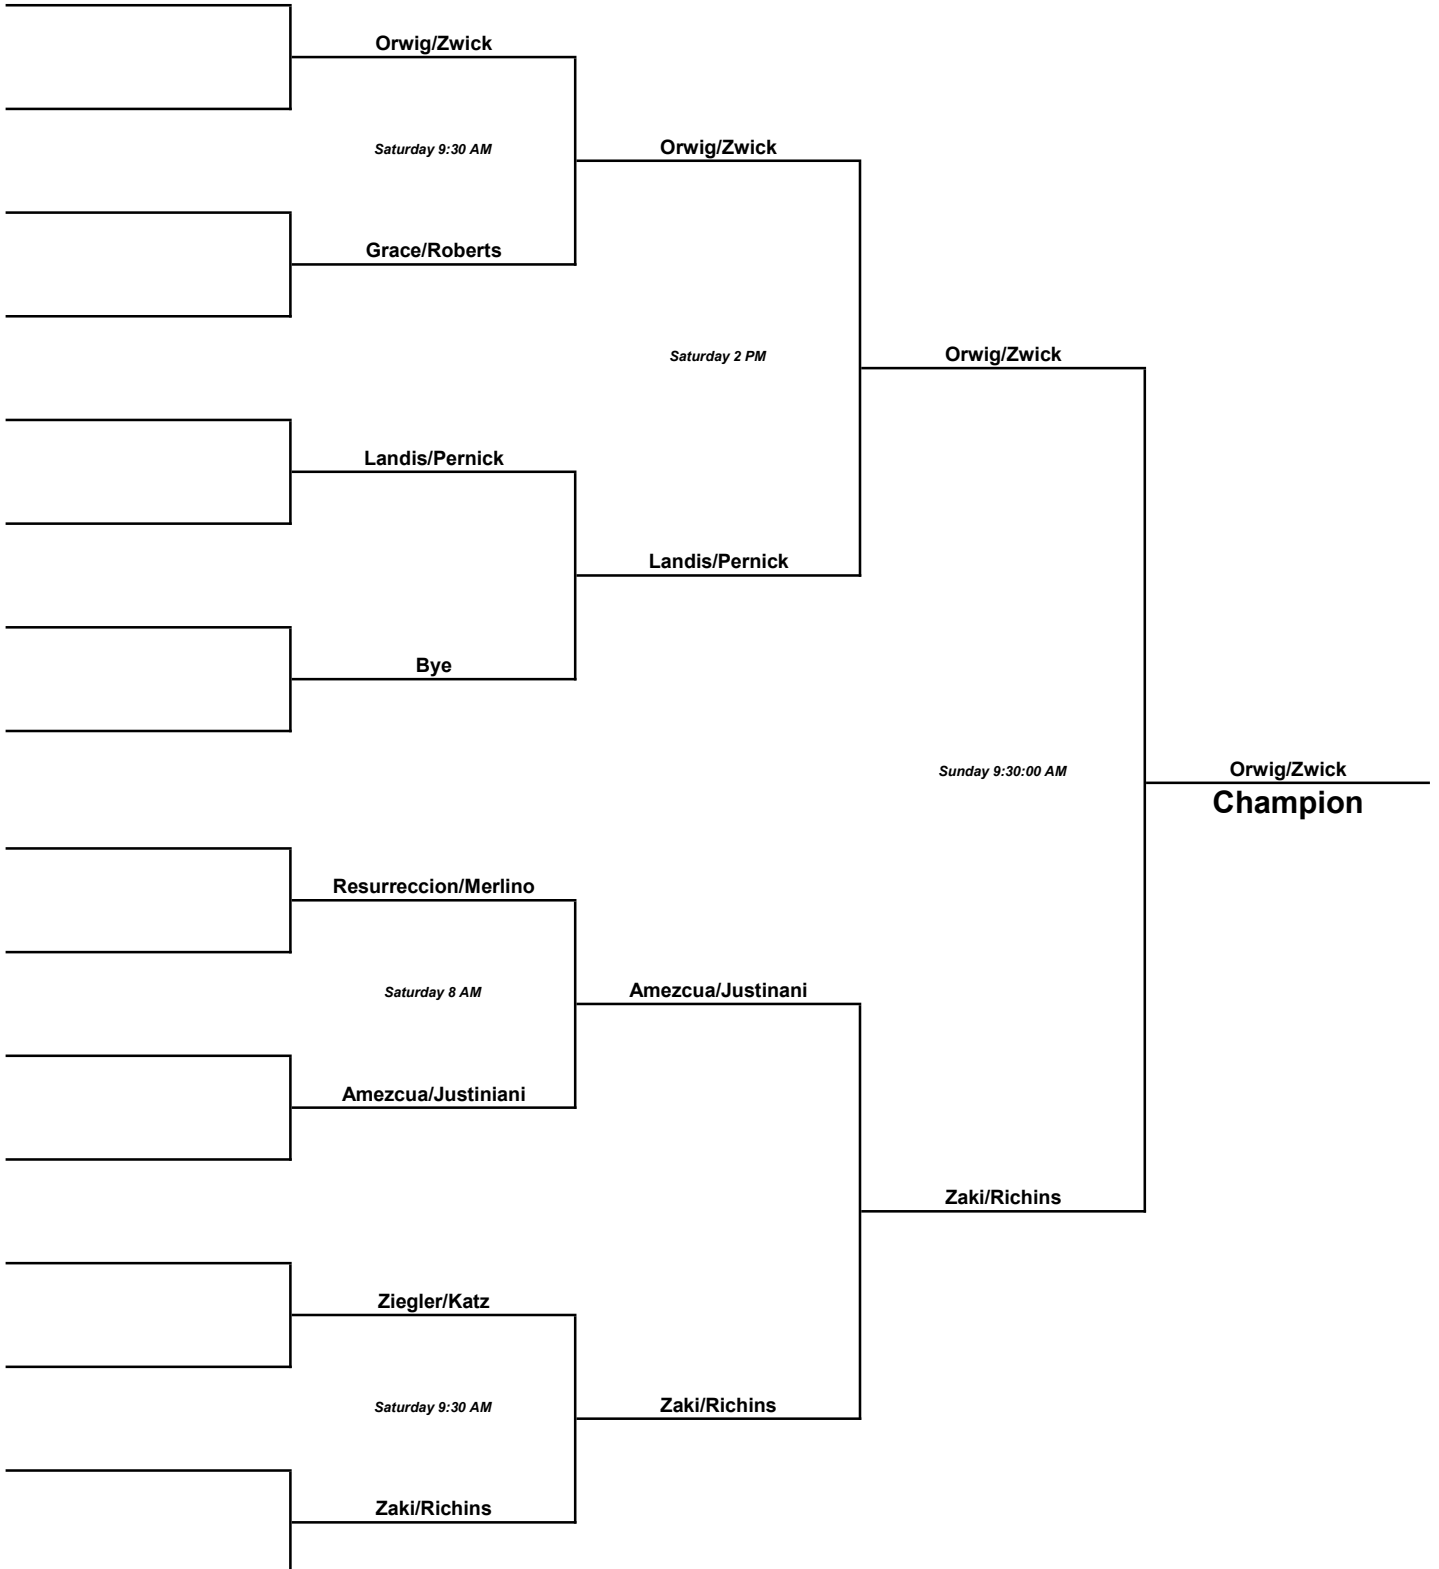 Orwig/Zwick
Saturday 9:30 AM
Orwig/Zwick
Grace/Roberts
Saturday 2 PM
Orwig/Zwick
Landis/Pernick
Landis/Pernick
Bye
Sunday 9:30:00 AM
Orwig/Zwick
Champion
Resurreccion/Merlino
Saturday 8 AM
Amezcua/Justinani
Amezcua/Justiniani
Zaki/Richins
Ziegler/Katz
Saturday 9:30 AM
Zaki/Richins
Zaki/Richins